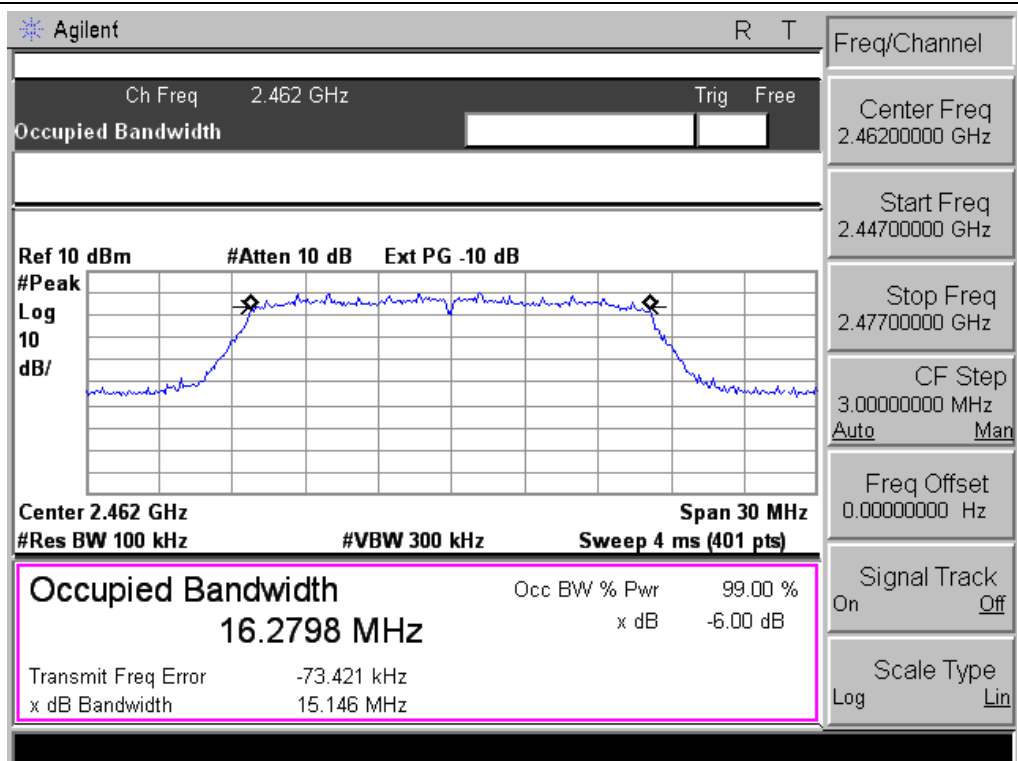 Agilent R T
Ch Freq 2.462 GHz Trig Free
Occupied Bandwidth
Ref 10 dBm #Atten 10 dB Ext PG -10 dB
#Peak
Log
10
dB/
Center 2.462 GHz Span 30 MHz
#Res BW 100 kHz #VBW 300 kHz Sweep 4 ms (401 pts)
Occupied Bandwidth Occ BW % Pwr 99.00 %
16.2798 MHz x dB -6.00 dB
Transmit Freq Error -73.421 kHz
x dB Bandwidth 15.146 MHz
Freq/Channel
Center Freq
2.46200000 GHz
Start Freq
2.44700000 GHz
Stop Freq
2.47700000 GHz
CF Step
3.00000000 MHz
Auto Man
Freq Offset
0.00000000 Hz
Signal Track
On Off
Scale Type
Log Lin